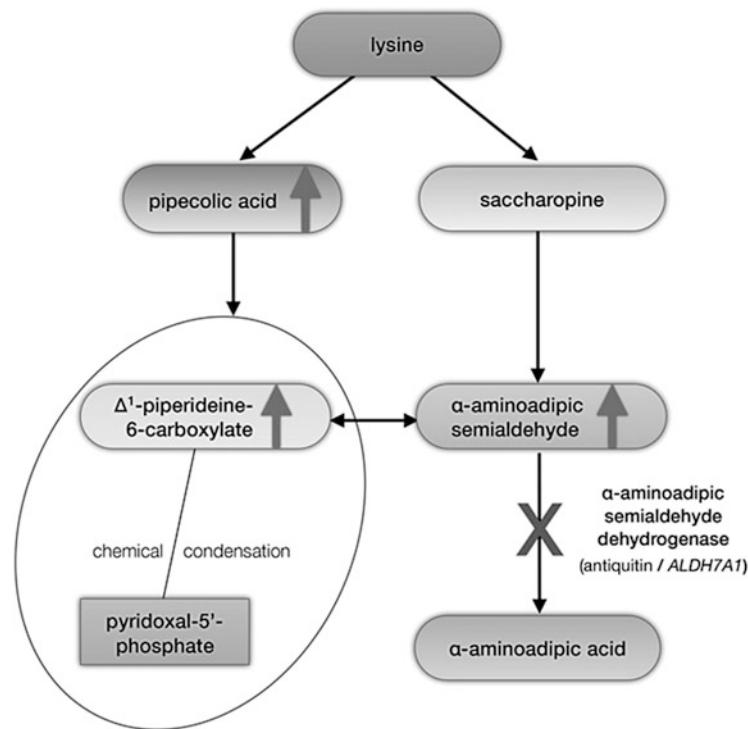 lysine
pipecolic acid
saccharopine
Δ¹-piperideine-
6-carboxylate
α-aminoadipic
semialdehyde
chemical condensation
α-aminoadipic
semialdehyde
dehydrogenase
(antiquitin / ALDH7A1)
pyridoxal-5'-
phosphate
α-aminoadipic acid